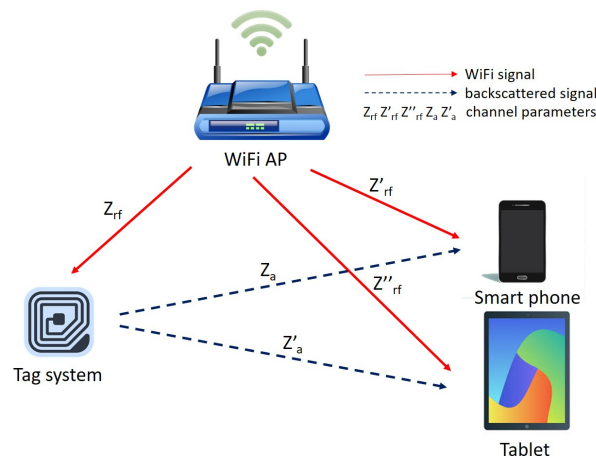 WiFi signal
backscattered signal
Zrf Z'rf Z''rf Za Z'a channel parameters
WiFi AP
Z'rf
Zrf
Za
Z''rf
Smart phone
Z'a
Tag system
Tablet